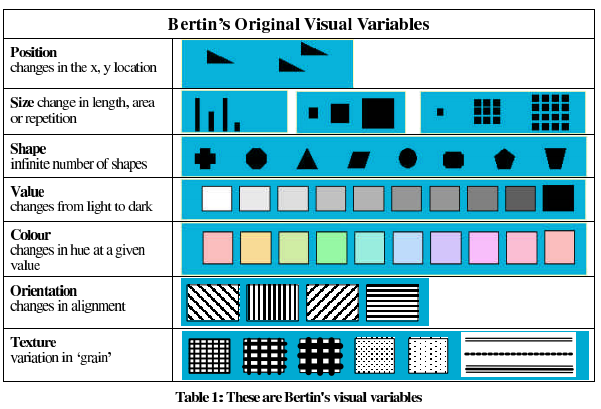 Bertin's Original Visual Variables
Position
changes in the x, y location
Size change in length, area
or repetition
Shape
infinite number of shapes
Value
changes from light to dark
Colour
changes in hue at a given
value
Orientation
changes in alignment
Texture
variation in 'grain'
Table 1: These are Bertin's visual variables